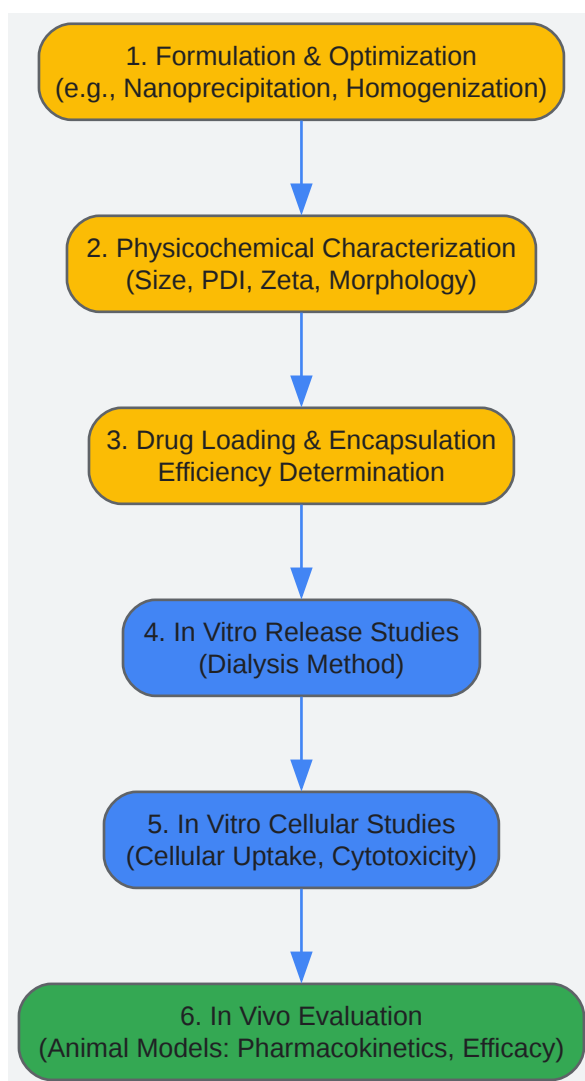 1. Formulation & Optimization
(e.g., Nanoprecipitation, Homogenization)
2. Physicochemical Characterization
(Size, PDI, Zeta, Morphology)
3. Drug Loading & Encapsulation
Efficiency Determination
4. In Vitro Release Studies
(Dialysis Method)
5. In Vitro Cellular Studies
(Cellular Uptake, Cytotoxicity)
6. In Vivo Evaluation
(Animal Models: Pharmacokinetics, Efficacy)